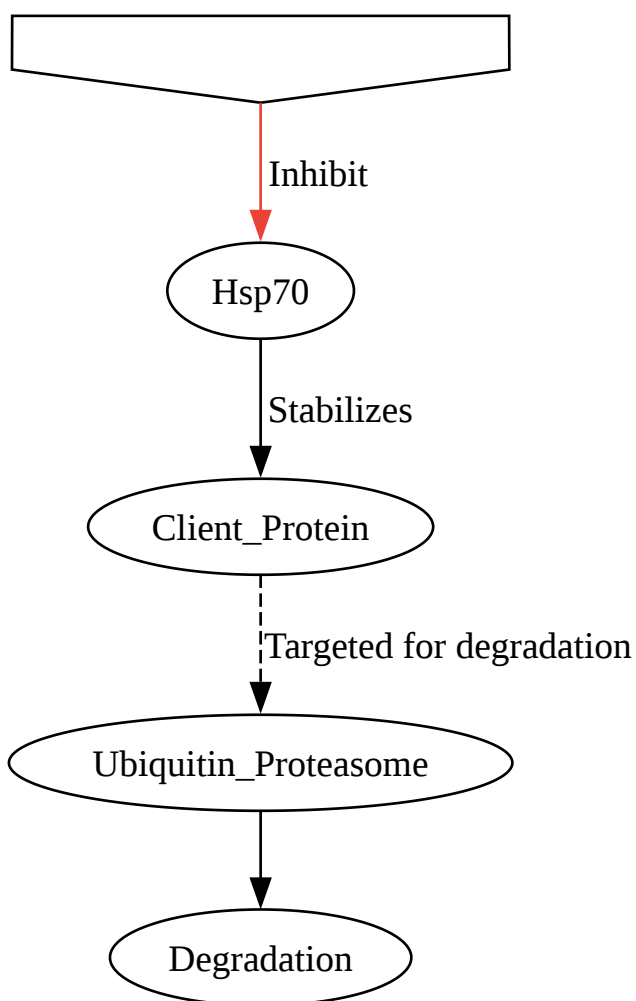 Inhibit
Hsp70
Stabilizes
Client_Protein
Targeted for degradation
Ubiquitin_Proteasome
Degradation